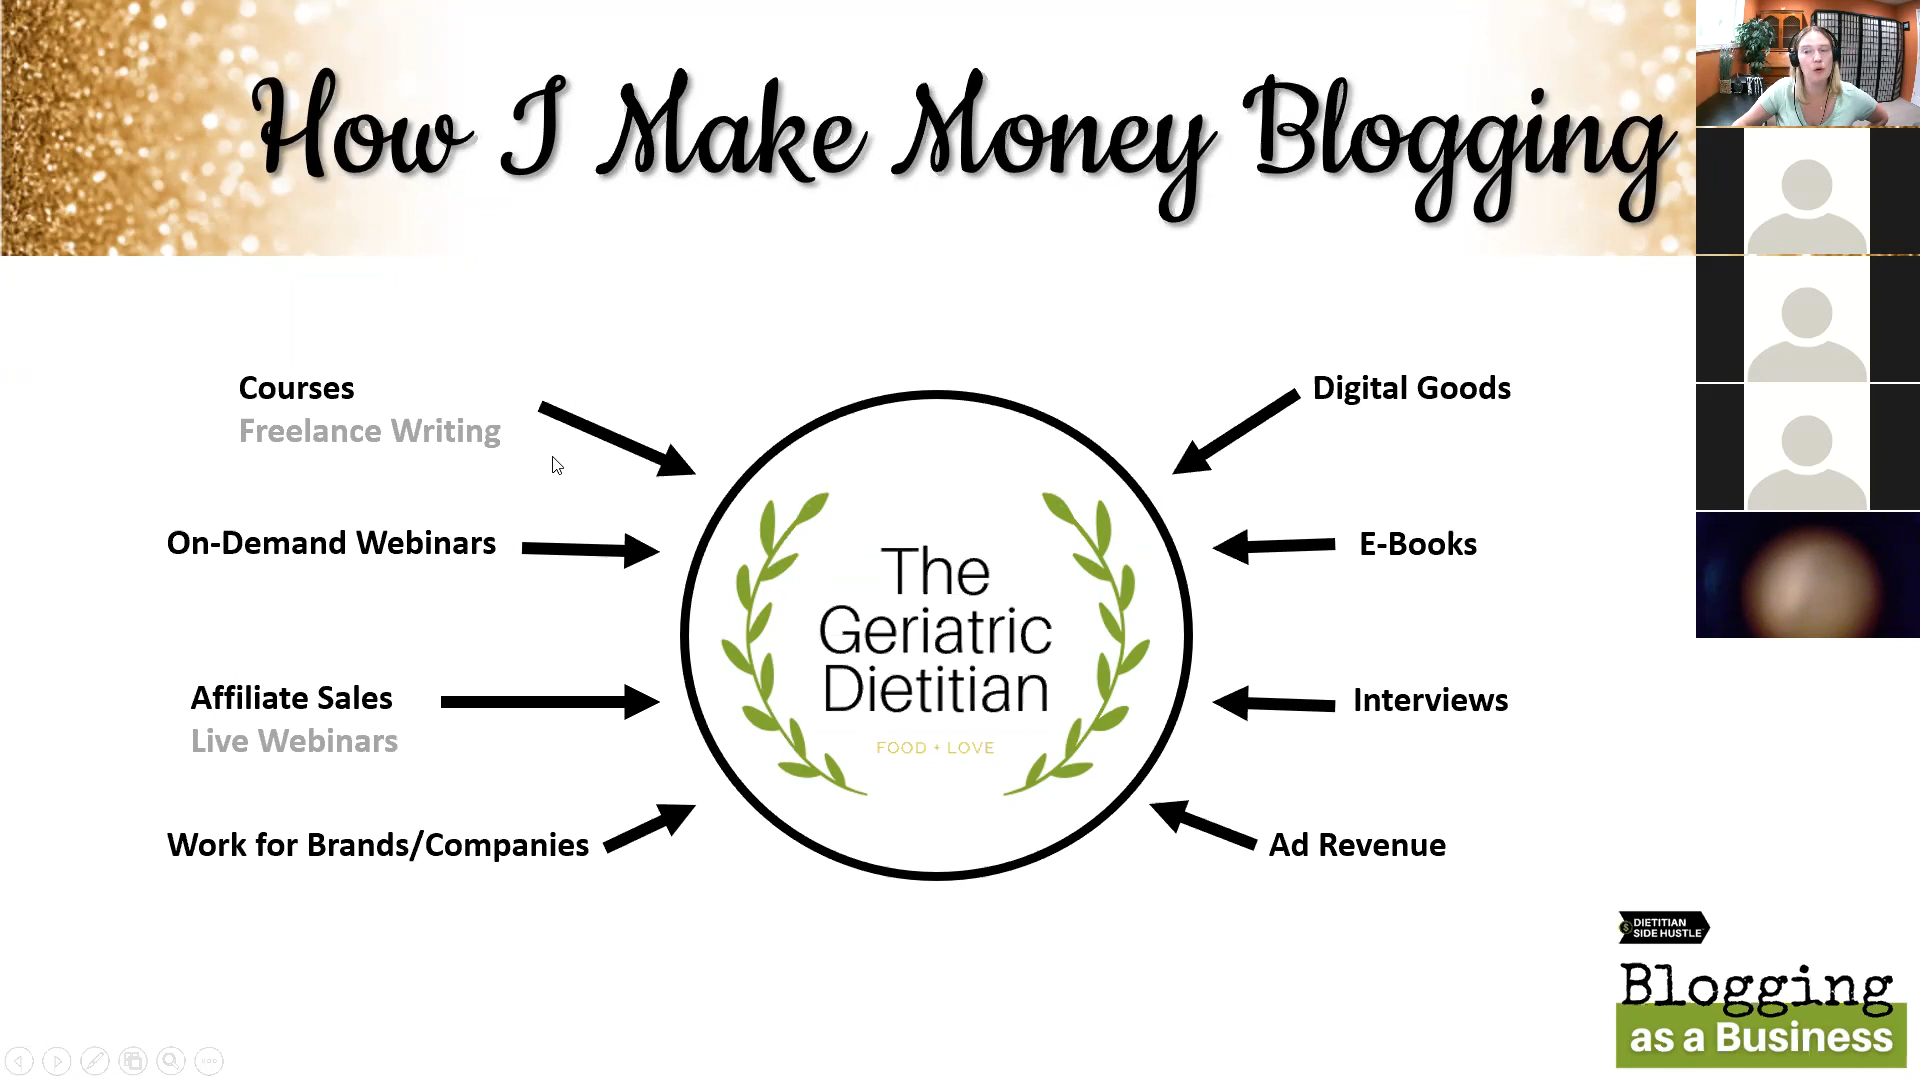 How I Make Money Blogging
Courses
Freelance Writing
On-Demand Webinars
Affiliate Sales
Live Webinars
Work for Brands/Companies
The
Geriatric
Dietitian
FOOD + LOVE
Digital Goods
E-Books
Interviews
Ad Revenue
$ DIETITIAN
SIDE HUSTLE
Blogging
as a Business